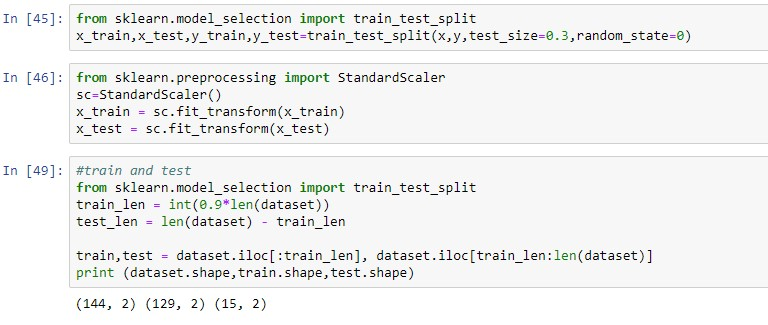 In [45]: from sklearn.model_selection import train_test_split
x_train,x_test,y_train,y_test=train_test_split(x,y,test_size=0.3,random_state=0)
In [46]: from sklearn.preprocessing import StandardScaler
sc=StandardScaler()
x_train = sc.fit_transform(x_train)
x_test = sc.fit_transform(x_test)
In [49]: #train and test
from sklearn.model_selection import train_test_split
train_len = int(0.9*len(dataset))
test_len = len(dataset) - train_len
train,test = dataset.iloc[:train_len], dataset.iloc[train_len:len(dataset)]
print (dataset.shape,train.shape,test.shape)
(144, 2) (129, 2) (15, 2)